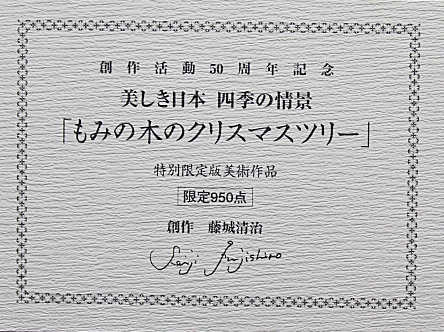 創作活動50周年記念
美しき日本 四季の情景
「もみの木のクリスマスツリー」
特別限定版美術作品
限定950点
創作 藤城清治
Seiji Fujishiro